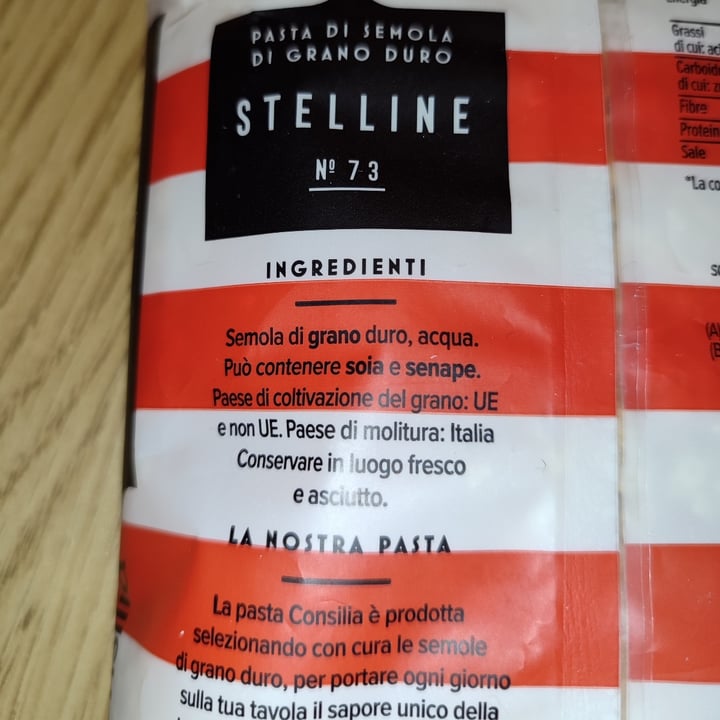 PASTA DI SEMOLA
DI GRANO DURO
STELLINE
Nº 73
INGREDIENTI
Semola di grano duro, acqua.
Può contenere soia e senape.
Paese di coltivazione del grano: UE
e non UE. Paese di molitura: Italia
Conservare in luogo fresco
e asciutto.
LA NOSTRA PASTA
La pasta Consilia è prodotta
selezionando con cura le semole
di grano duro, per portare ogni giorno
sulla tua tavola il sapore unico della
Grassi
di cui:
Fibre
Sale
*La